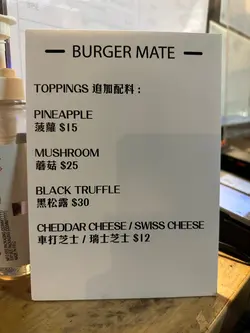 BURGER MATE
TOPPINGS 追加配料 :
PINEAPPLE
菠蘿 $15
MUSHROOM
蘑菇 $25
BLACK TRUFFLE
黑松露 $30
CHEDDAR CHEESE / SWISS CHEESE
車打芝士 / 瑞士芝士 $12